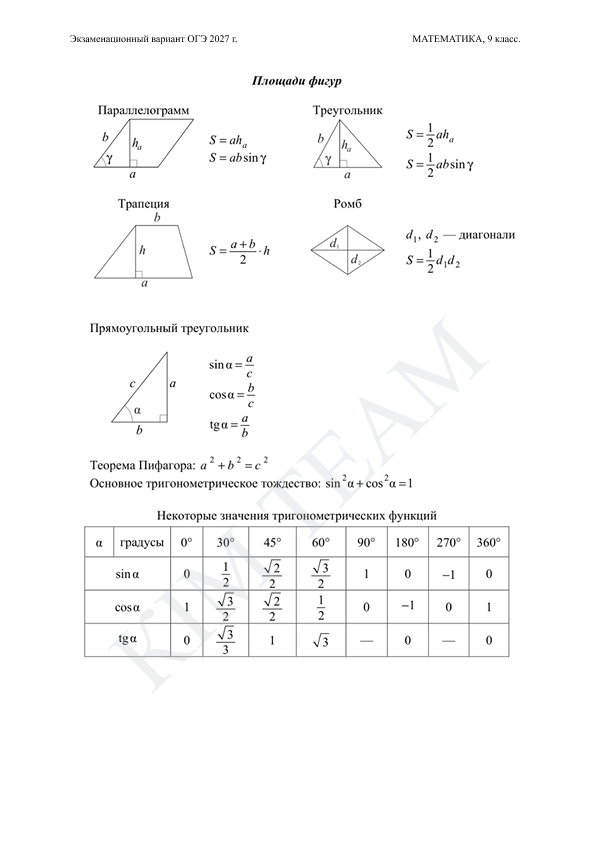 Экзаменационный вариант ОГЭ 2027 г. МАТЕМАТИКА, 9 класс.
Площади фигур
Параллелограмм
b
hₐ
γ
a
S = ahₐ
S = ab sin γ
Треугольник
b
hₐ
γ
a
S = 1/2 ahₐ
S = 1/2 ab sin γ
Трапеция
b
h
a
S = (a + b)/2 · h
Ромб
d₁
d₂
d₁, d₂ — диагонали
S = 1/2 d₁d₂
Прямоугольный треугольник
c
a
α
b
sin α = a/c
cos α = b/c
tg α = a/b
Теорема Пифагора: a² + b² = c²
Основное тригонометрическое тождество: sin²α + cos²α = 1
Некоторые значения тригонометрических функций
α градусы 0° 30° 45° 60° 90° 180° 270° 360°
sin α 0 1/2 √2/2 √3/2 1 0 −1 0
cos α 1 √3/2 √2/2 1/2 0 −1 0 1
tg α 0 √3/3 1 √3 — 0 — 0
KIM TEAM